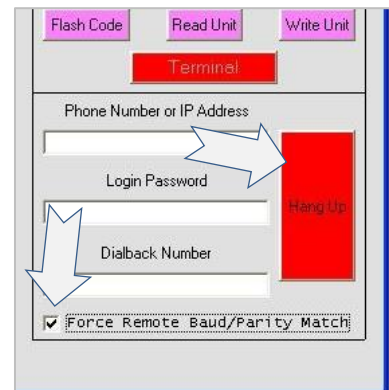 Flash Code Read Unit Write Unit
Terminal
Phone Number or IP Address
Login Password
Hang Up
Dialback Number
Force Remote Baud/Parity Match